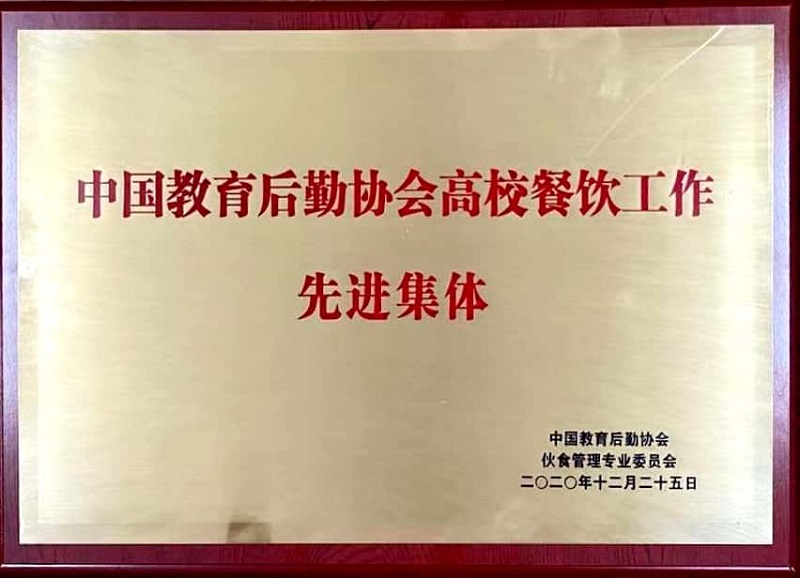 中国教育后勤协会高校餐饮工作
先进集体
中国教育后勤协会
伙食管理专业委员会
二〇二〇年十二月二十五日